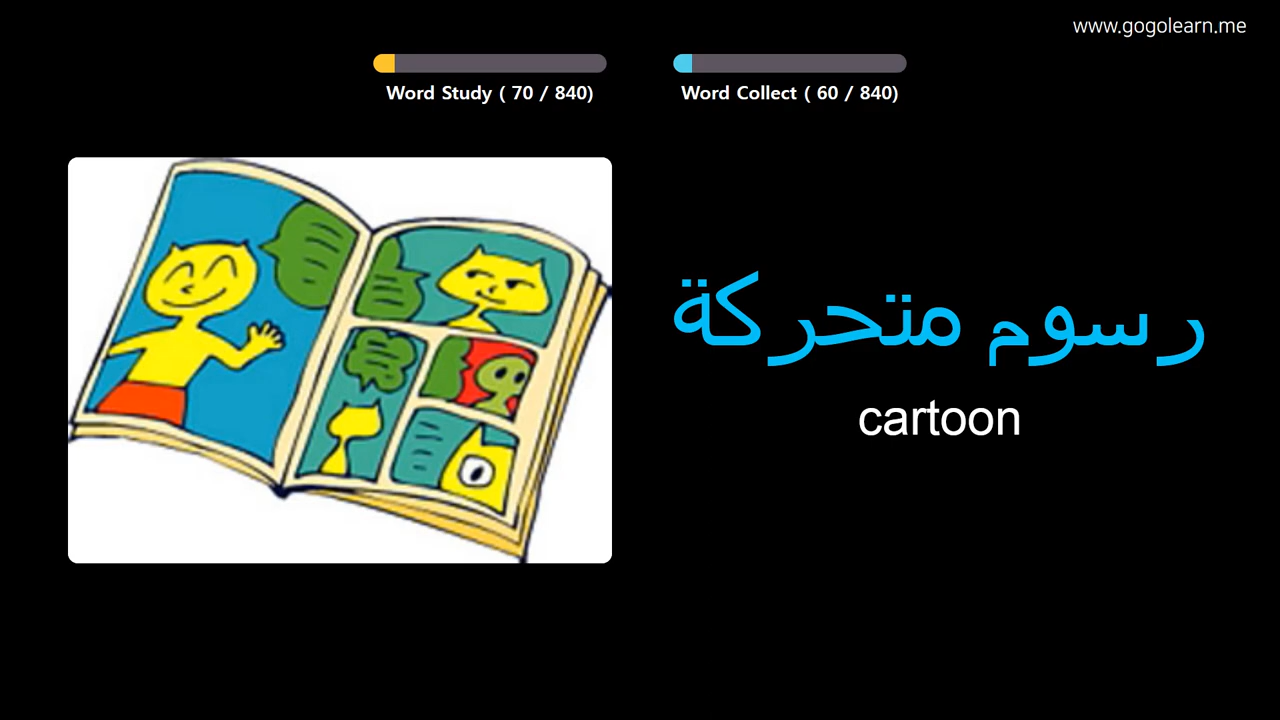 www.gogolearn.me
Word Study ( 70 / 840)
Word Collect ( 60 / 840)
رسوم متحركة
cartoon